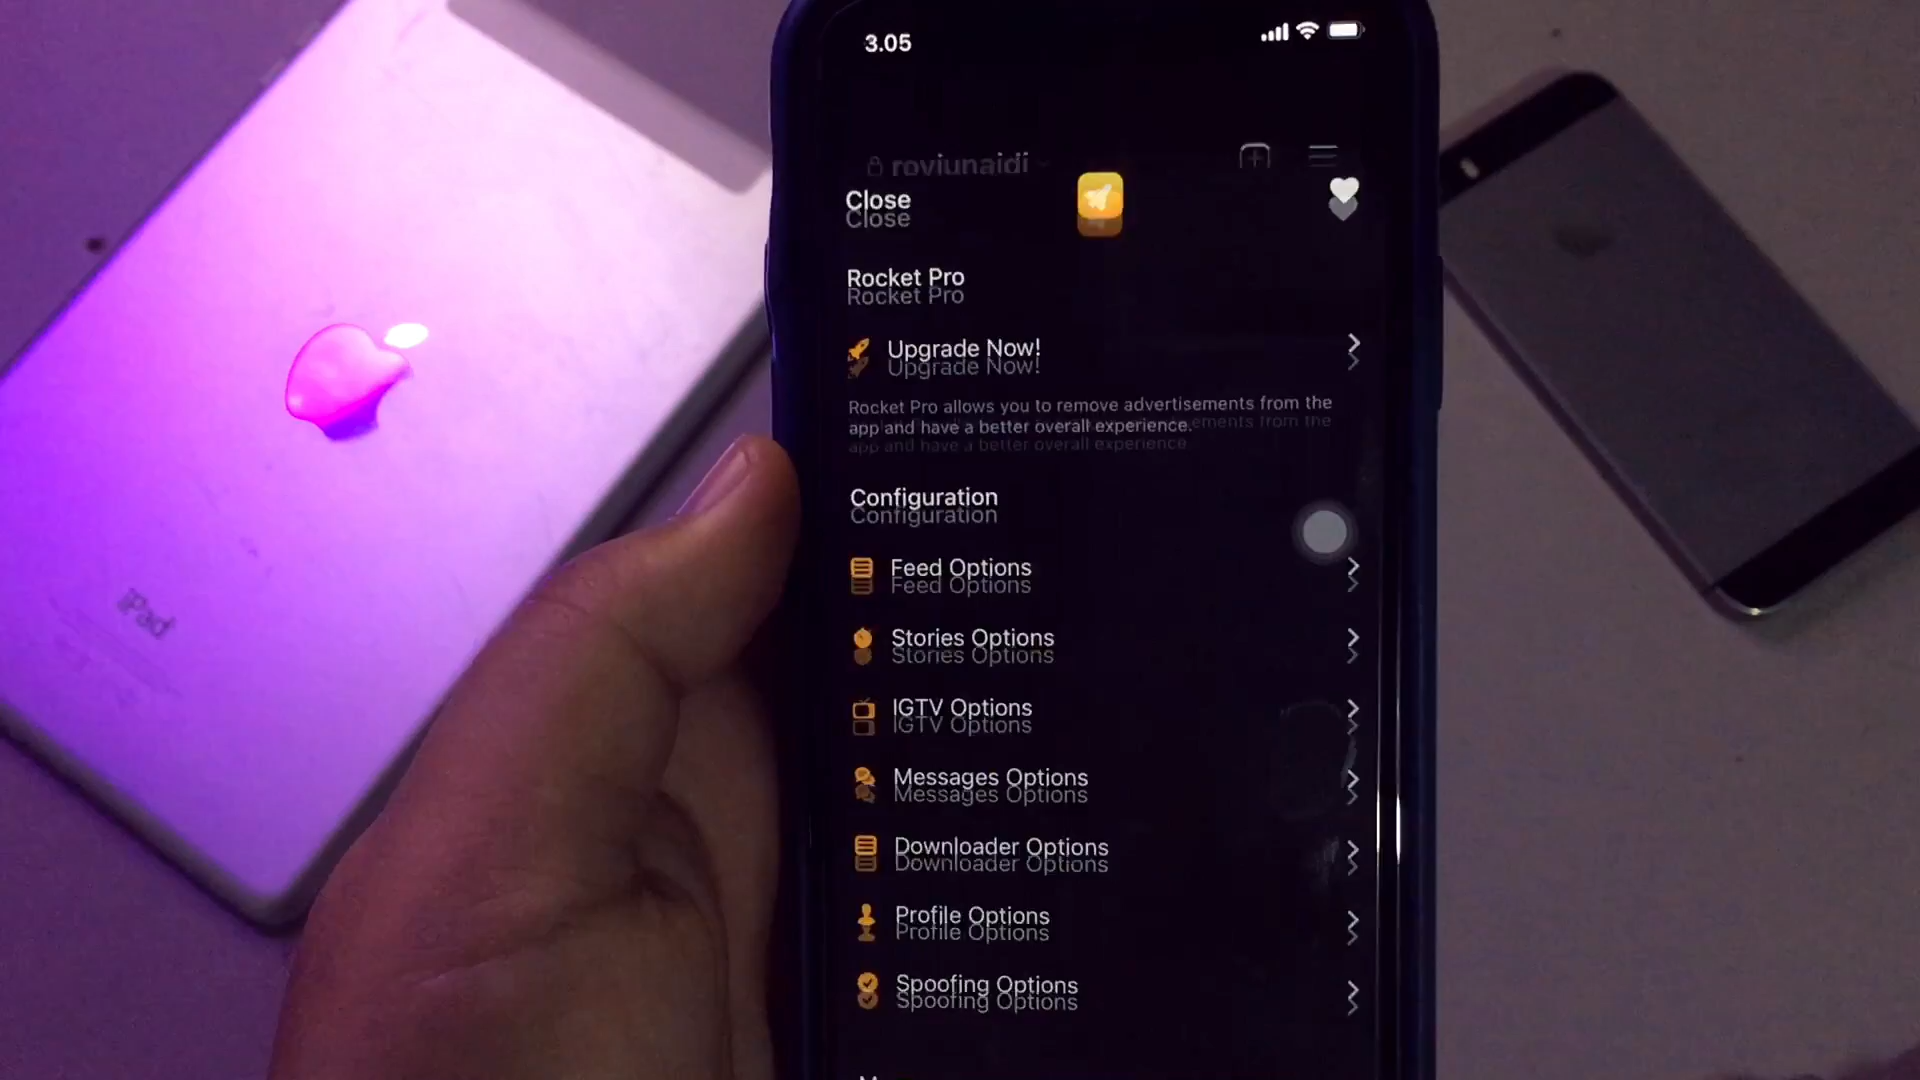 3.05
roviunaidi
Close
Rocket Pro
Upgrade Now!
Rocket Pro allows you to remove advertisements from the
app and have a better overall experience.
Configuration
Feed Options
Stories Options
IGTV Options
Messages Options
Downloader Options
Profile Options
Spoofing Options
iPad